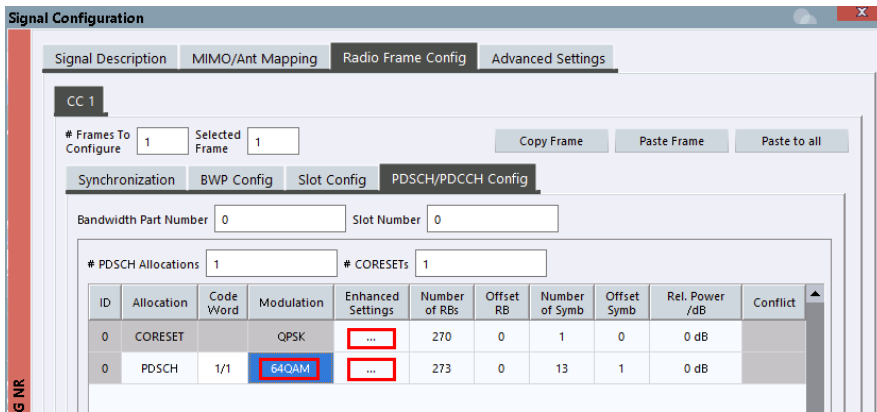 Signal Configuration
X
Signal Description MIMO/Ant Mapping Radio Frame Config Advanced Settings
CC 1
# Frames To Configure 1 Selected Frame 1 Copy Frame Paste Frame Paste to all
Synchronization BWP Config Slot Config PDSCH/PDCCH Config
Bandwidth Part Number 0 Slot Number 0
# PDSCH Allocations 1 # CORESETs 1
ID Allocation Code Word Modulation Enhanced Settings Number of RBs Offset RB Number of Symb Offset Symb Rel. Power /dB Conflict
0 CORESET QPSK ... 270 0 1 0 0 dB
0 PDSCH 1/1 64QAM ... 273 0 13 1 0 dB
G NR